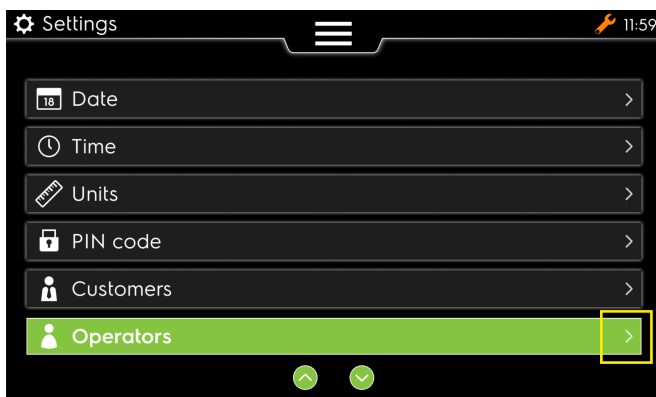 Settings
11:59
18 Date
Time
Units
PIN code
Customers
Operators